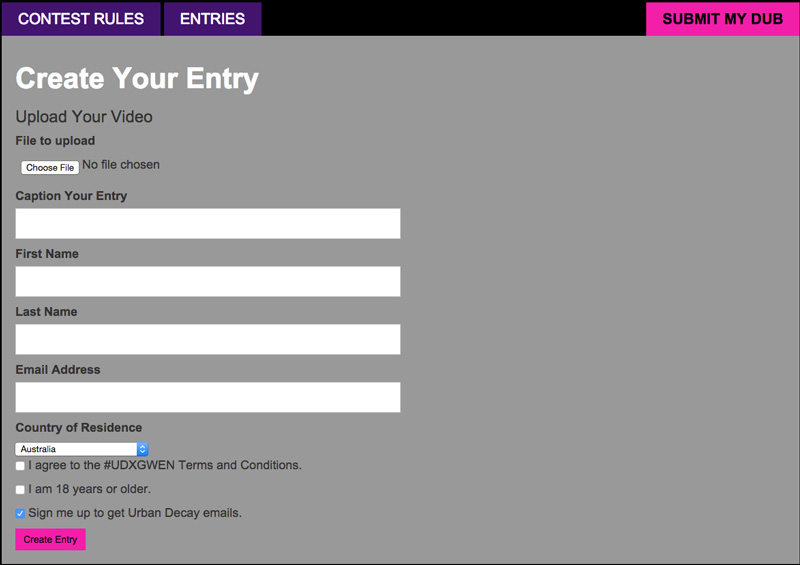 CONTEST RULES ENTRIES SUBMIT MY DUB
Create Your Entry
Upload Your Video
File to upload
Choose File No file chosen
Caption Your Entry
First Name
Last Name
Email Address
Country of Residence
Australia
I agree to the #UDXGWEN Terms and Conditions.
I am 18 years or older.
Sign me up to get Urban Decay emails.
Create Entry